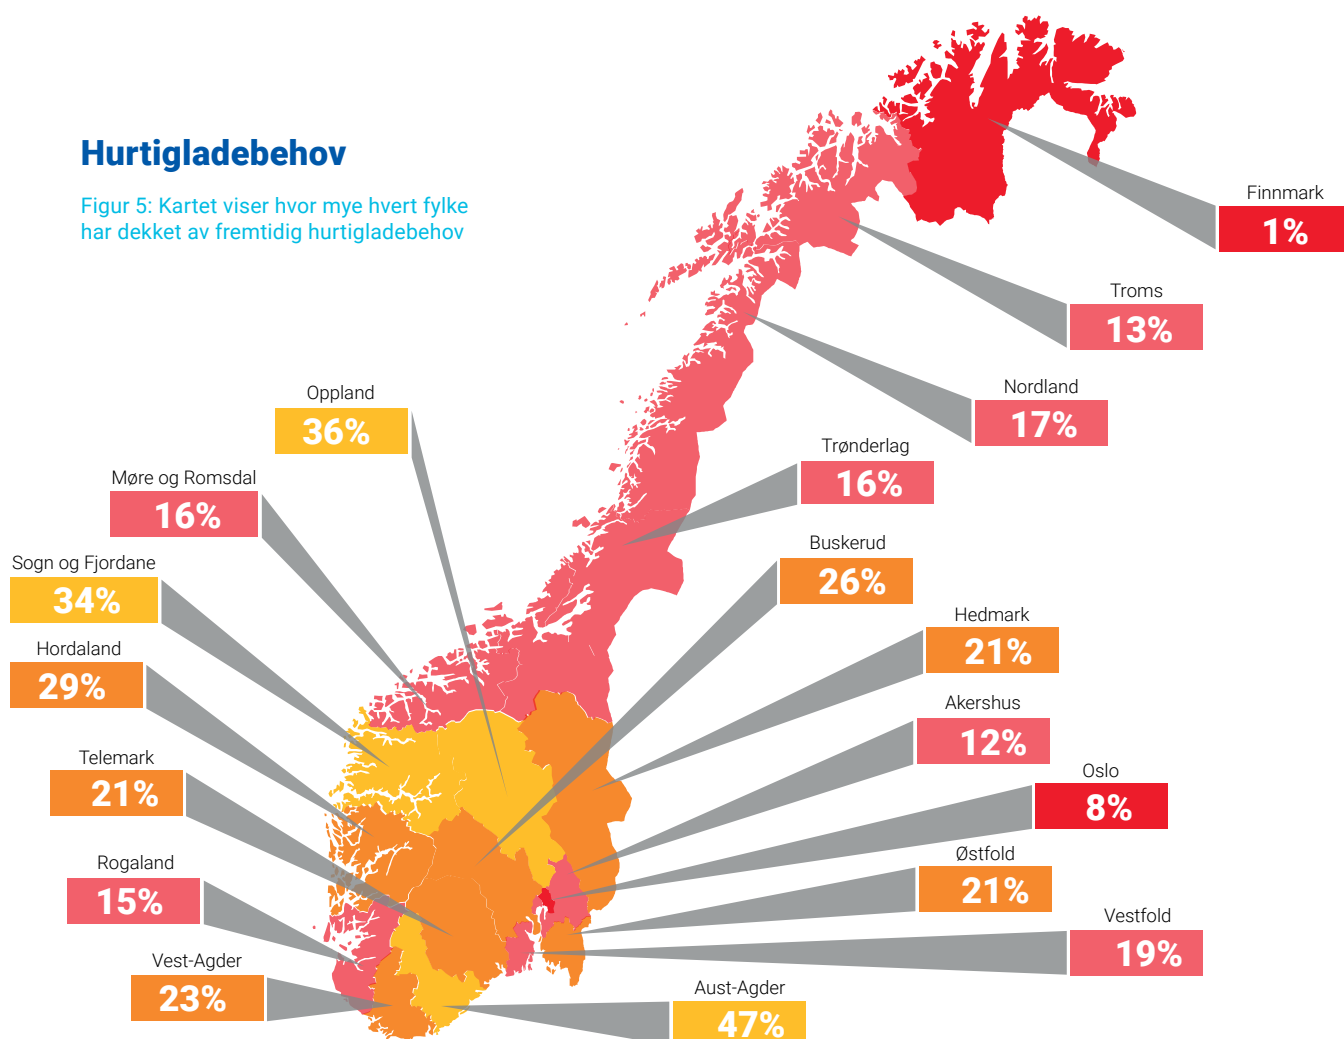 Hurtigladebehov
Figur 5: Kartet viser hvor mye hvert fylke
har dekket av fremtidig hurtigladebehov
Finnmark
1%
Troms
13%
Nordland
17%
Oppland
36%
Trønderlag
16%
Møre og Romsdal
16%
Buskerud
26%
Sogn og Fjordane
34%
Hedmark
21%
Hordaland
29%
Akershus
12%
Telemark
21%
Oslo
8%
Østfold
21%
Rogaland
15%
Vestfold
19%
Vest-Agder
23%
Aust-Agder
47%